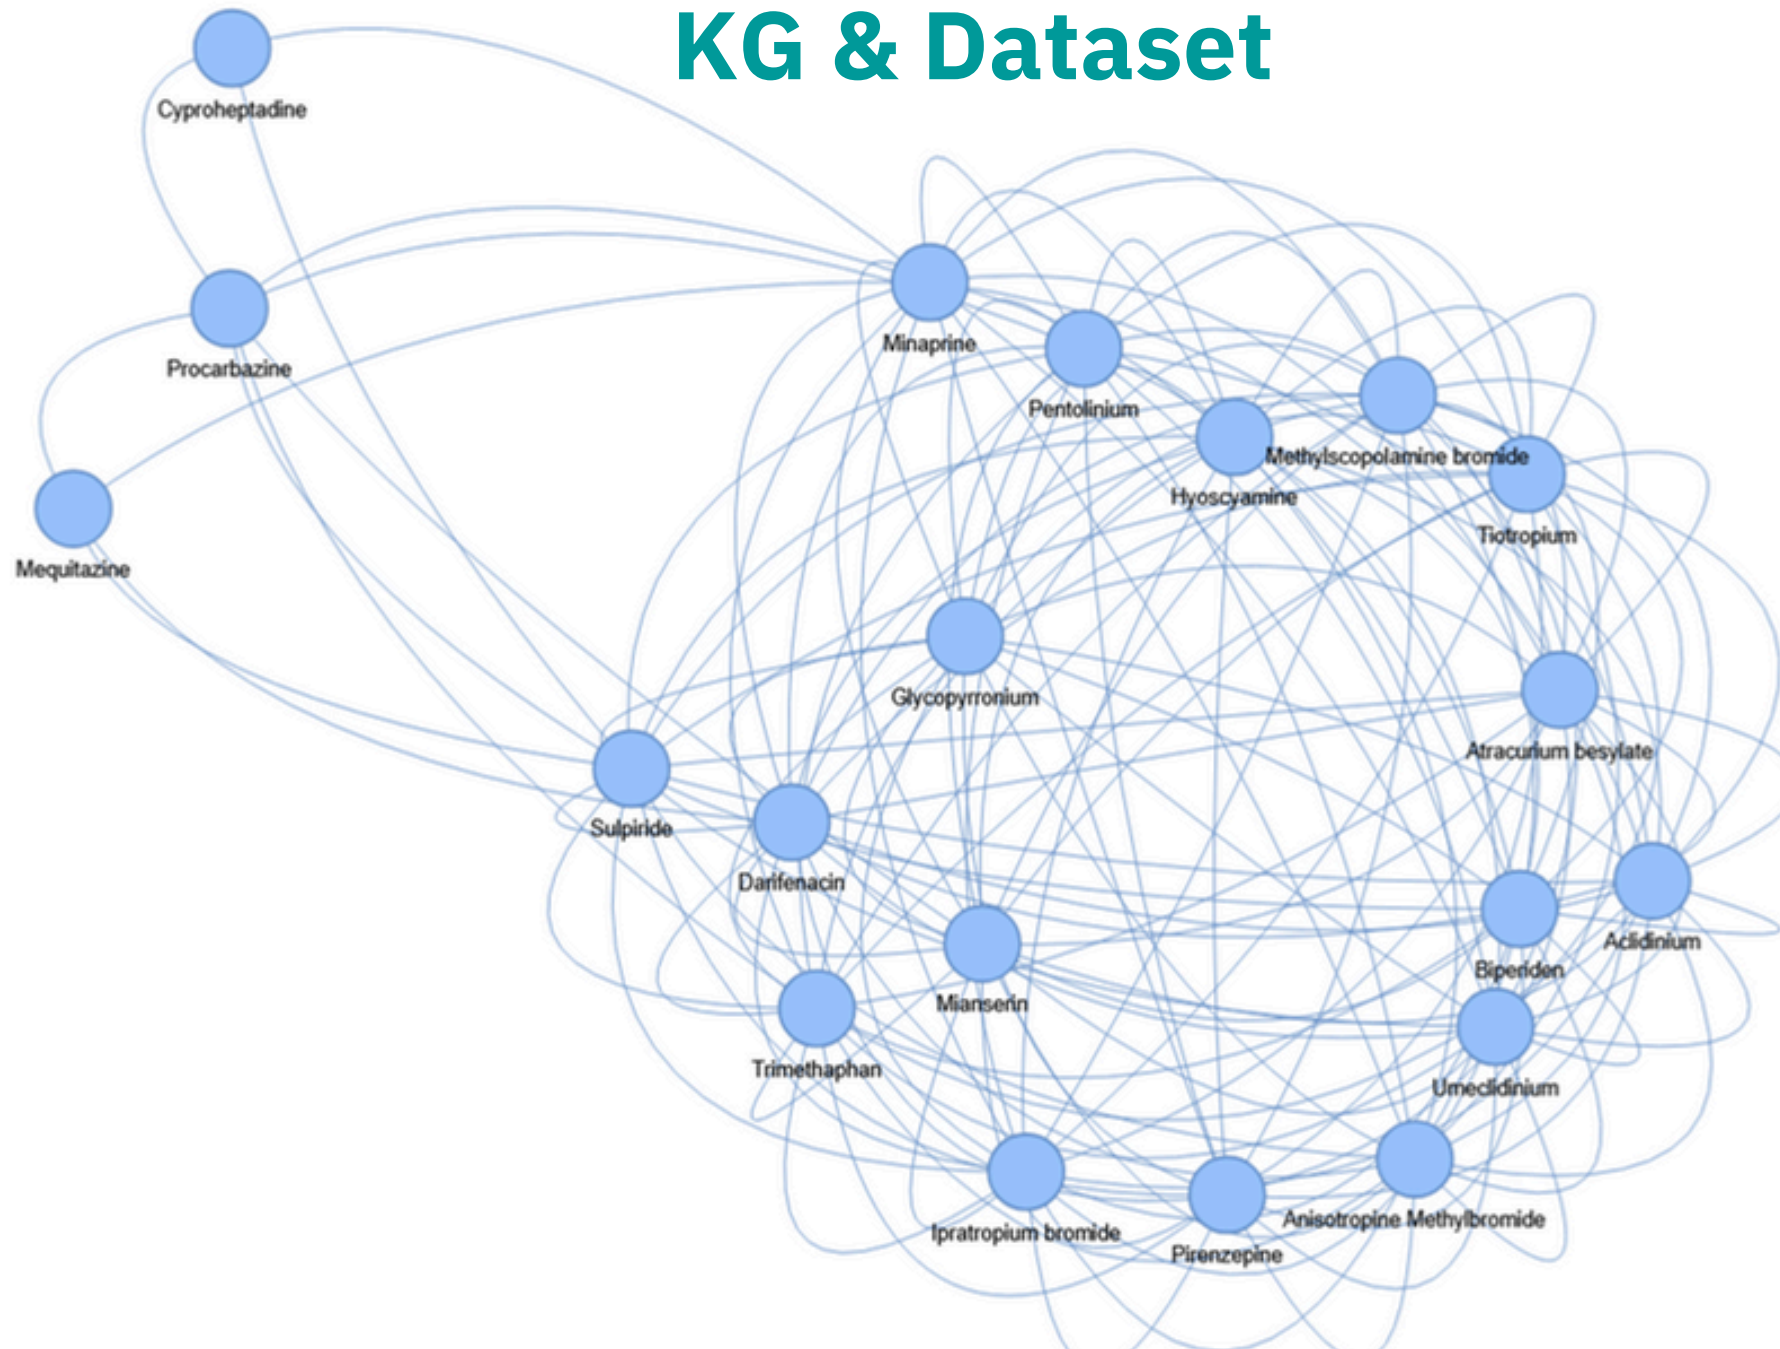 KG & Dataset
Cyproheptadine
Minaprine
Procarbazine
Pentolinium
Methylscopolamine bromide
Hyoscyamine
Tiotropium
Mequitazine
Glycopyrronium
Atracurium besylate
Sulpiride
Darifenacin
Aclidinium
Biperiden
Mianserin
Trimethaphan
Umeclidinium
Anisotropine Methylbromide
Ipratropium bromide
Pirenzepine